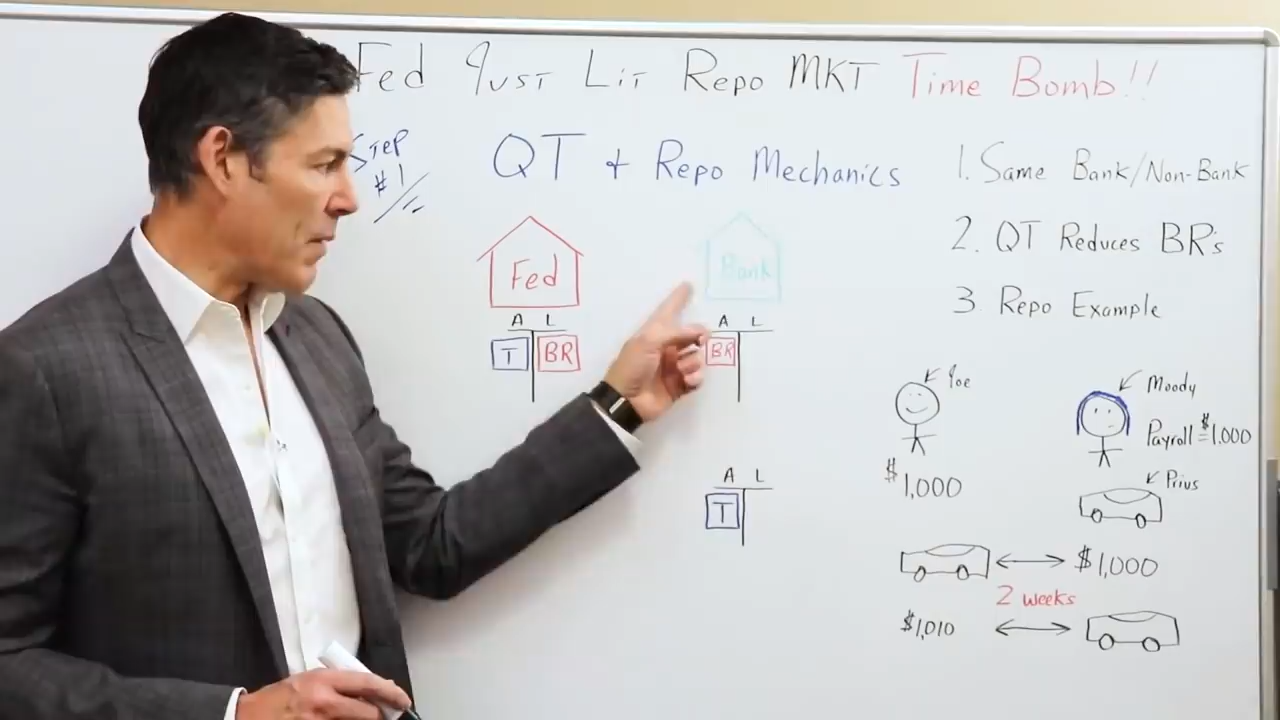 Fed Just Lit Repo MKT Time Bomb!!
Step #1
QT + Repo Mechanics
Fed
A L
T BR
Bank
A L
BR
A L
T
1. Same Bank/Non-Bank
2. QT Reduces BR's
3 Repo Example
Joe
$1,000
Moody
Payroll = $1,000
Prius
$1,000
2 weeks
$1,010